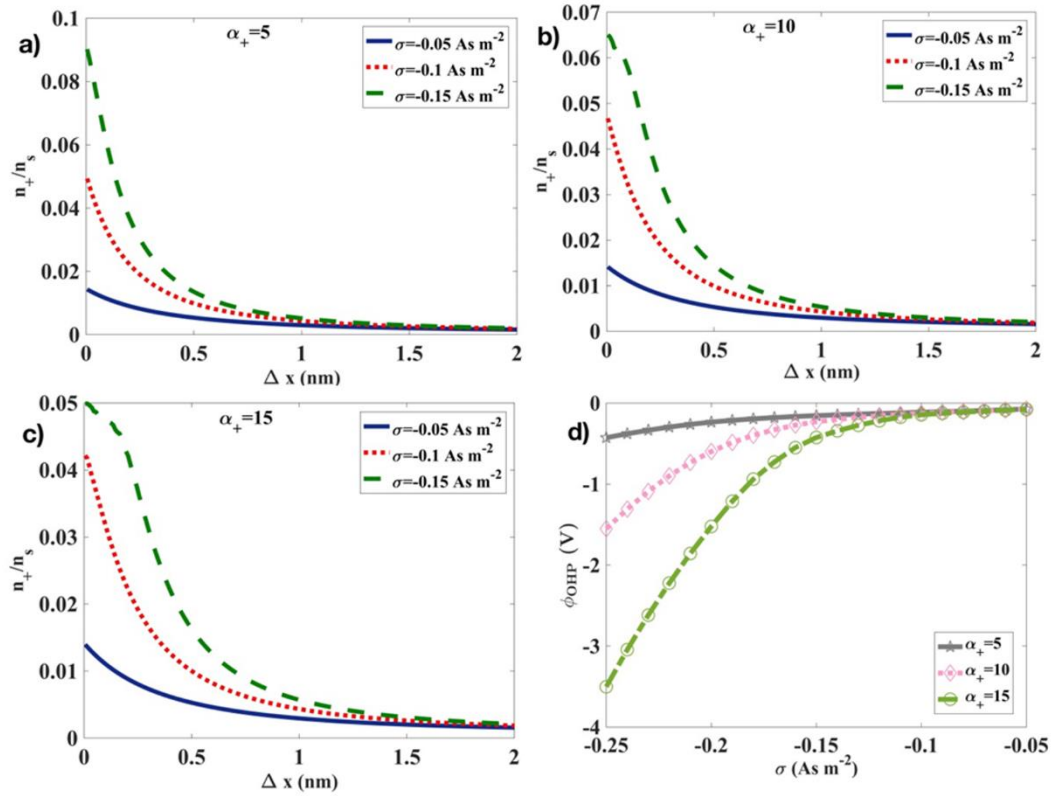 a)
α₊=5
σ=-0.05 As m⁻²
σ=-0.1 As m⁻²
σ=-0.15 As m⁻²
0.1
0.08
0.06
0.04
0.02
0
n₊/nₛ
0 0.5 1 1.5 2
Δ x (nm)
b)
α₊=10
σ=-0.05 As m⁻²
σ=-0.1 As m⁻²
σ=-0.15 As m⁻²
0.07
0.06
0.05
0.04
0.03
0.02
0.01
0
n₊/nₛ
0 0.5 1 1.5 2
Δ x (nm)
c)
α₊=15
σ=-0.05 As m⁻²
σ=-0.1 As m⁻²
σ=-0.15 As m⁻²
0.05
0.04
0.03
0.02
0.01
0
n₊/nₛ
0 0.5 1 1.5 2
Δ x (nm)
d)
0
-1
-2
-3
-4
ϕOHP (V)
α₊=5
α₊=10
α₊=15
-0.25 -0.2 -0.15 -0.1 -0.05
σ (As m⁻²)